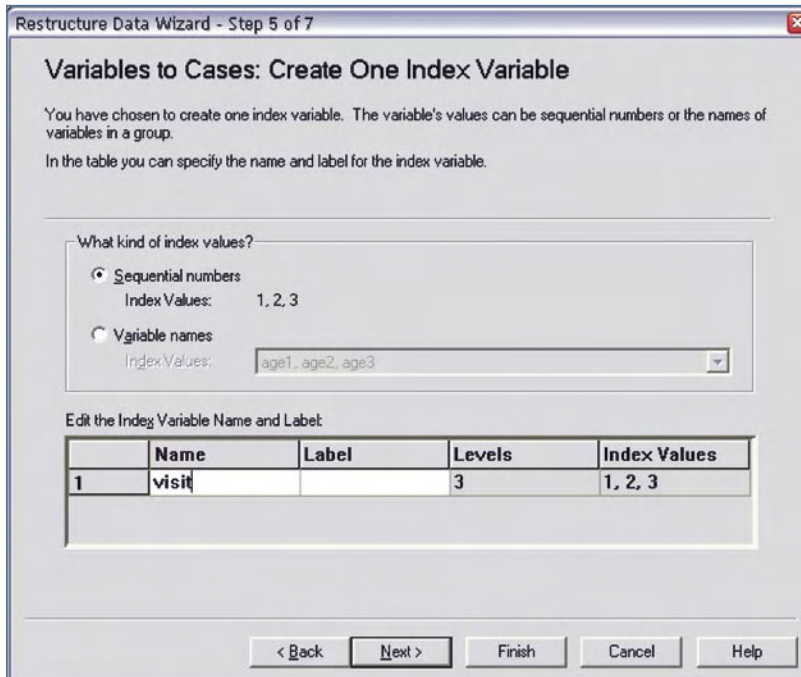 Restructure Data Wizard - Step 5 of 7
Variables to Cases: Create One Index Variable
You have chosen to create one index variable. The variable's values can be sequential numbers or the names of
variables in a group.
In the table you can specify the name and label for the index variable.
What kind of index values?
Sequential numbers
Index Values: 1, 2, 3
Variable names
Index Values: age1, age2, age3
Edit the Index Variable Name and Label:
Name Label Levels Index Values
1 visit 3 1, 2, 3
< Back Next > Finish Cancel Help